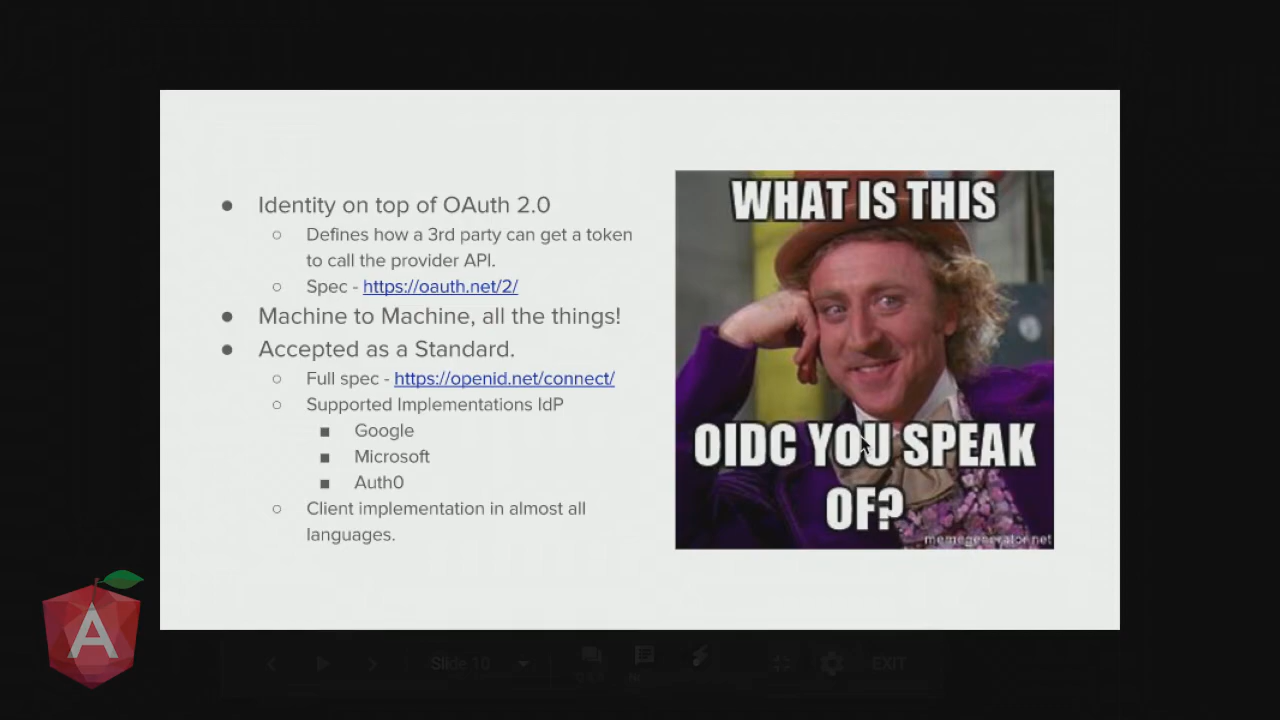 ● Identity on top of OAuth 2.0
○ Defines how a 3rd party can get a token
to call the provider API.
○ Spec - https://oauth.net/2/
● Machine to Machine, all the things!
● Accepted as a Standard.
○ Full spec - https://openid.net/connect/
○ Supported Implementations IdP
■ Google
■ Microsoft
■ Auth0
○ Client implementation in almost all
languages.
WHAT IS THIS
OIDC YOU SPEAK
OF?
memegenerator.net
A
Slide 10
EXIT